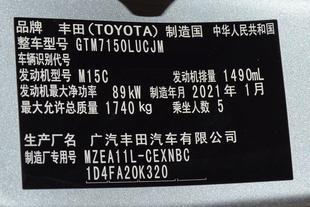 品牌 丰田(TOYOTA) 制造国 中华人民共和国
整车型号 GTM7150LUCJM
车辆识别代号
发动机型号 M15C 发动机排量 1490mL
发动机最大净功率 89kW 制造年月 2021年1月
最大允许总质量 1740kg 乘坐人数 5
生产厂名 广汽丰田汽车有限公司
制造厂专用号 MZEA11L-CEXNBC
1D4FA20K320